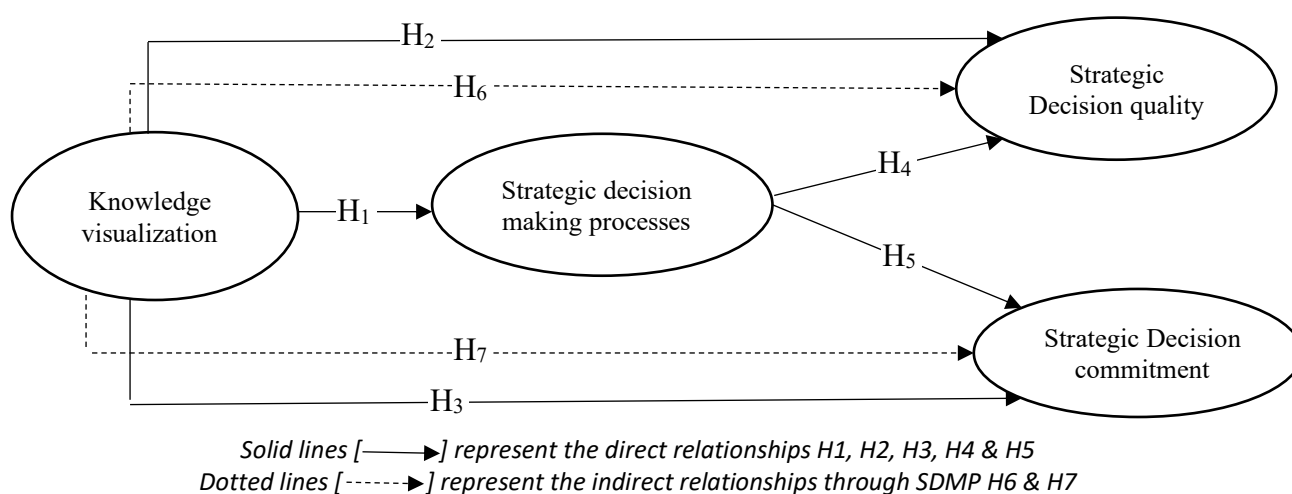 H2
Strategic
Decision quality
H6
H4
Knowledge
visualization
H1
Strategic decision
making processes
H5
Strategic Decision
commitment
H7
H3
Solid lines [ ] represent the direct relationships H1, H2, H3, H4 & H5
Dotted lines [ ] represent the indirect relationships through SDMP H6 & H7